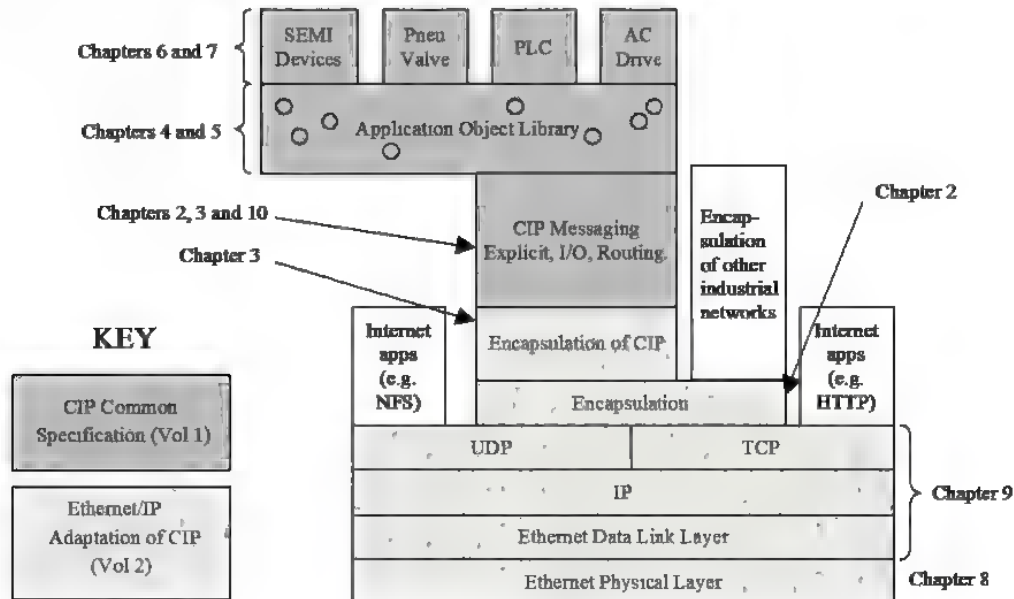 Chapters 6 and 7
SEMI
Devices
Pneu
Valve
PLC
AC
Drive
Chapters 4 and 5
Application Object Library
Chapters 2, 3 and 10
CIP Messaging
Explicit, I/O, Routing.
Encap-
sulation
of other
industrial
networks
Chapter 2
Chapter 3
Internet
apps
(e.g.
NFS)
Encapsulation of CIP
Internet
apps
(e.g.
HTTP)
Encapsulation
UDP
TCP
IP
Ethernet Data Link Layer
Chapter 9
Ethernet Physical Layer
Chapter 8
KEY
CIP Common
Specification (Vol 1)
Ethernet/IP
Adaptation of CIP
(Vol 2)